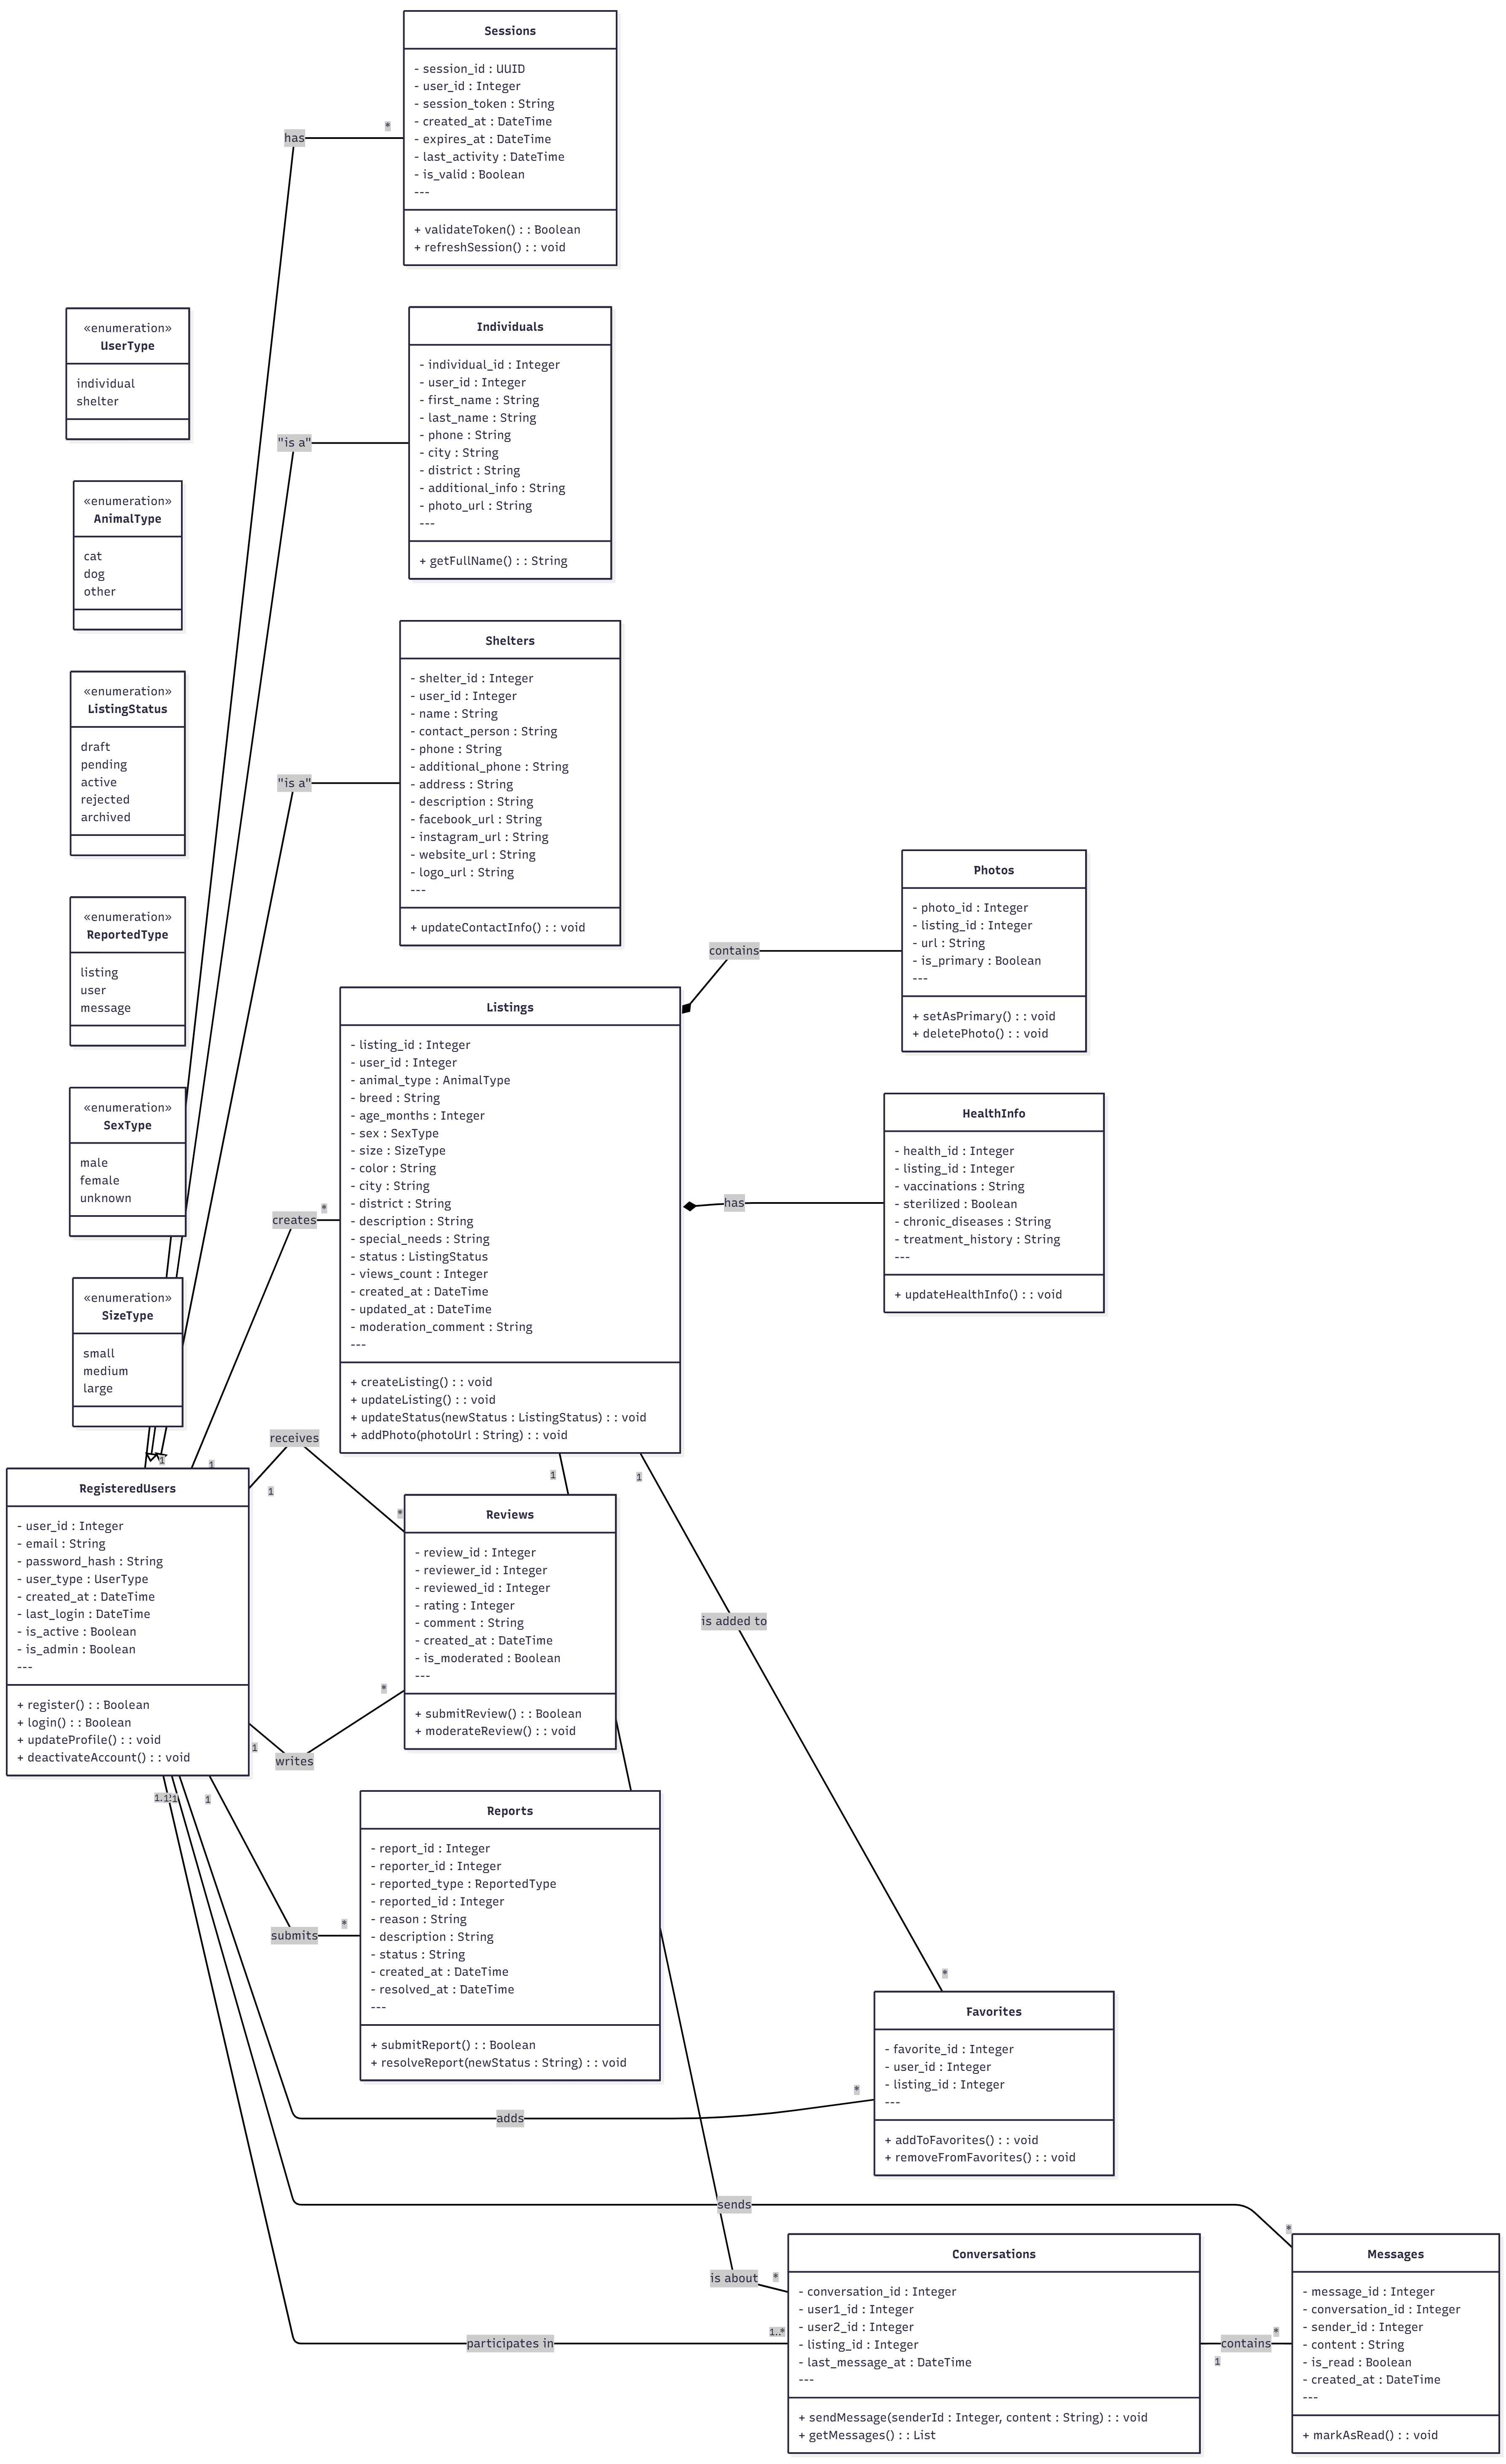 Sessions
- session_id : UUID
- user_id : Integer
- session_token : String
- created_at : DateTime
- expires_at : DateTime
- last_activity : DateTime
- is_valid : Boolean
---
+ validateToken() : : Boolean
+ refreshSession() : : void
has
*
«enumeration»
UserType
individual
shelter
Individuals
- individual_id : Integer
- user_id : Integer
- first_name : String
- last_name : String
- phone : String
- city : String
- district : String
- additional_info : String
- photo_url : String
---
+ getFullName() : : String
"is a"
«enumeration»
AnimalType
cat
dog
other
Shelters
- shelter_id : Integer
- user_id : Integer
- name : String
- contact_person : String
- phone : String
- additional_phone : String
- address : String
- description : String
- facebook_url : String
- instagram_url : String
- website_url : String
- logo_url : String
---
+ updateContactInfo() : : void
"is a"
«enumeration»
ListingStatus
draft
pending
active
rejected
archived
«enumeration»
ReportedType
listing
user
message
Photos
- photo_id : Integer
- listing_id : Integer
- url : String
- is_primary : Boolean
---
+ setAsPrimary() : : void
+ deletePhoto() : : void
contains
Listings
- listing_id : Integer
- user_id : Integer
- animal_type : AnimalType
- breed : String
- age_months : Integer
- sex : SexType
- size : SizeType
- color : String
- city : String
- district : String
- description : String
- special_needs : String
- status : ListingStatus
- views_count : Integer
- created_at : DateTime
- updated_at : DateTime
- moderation_comment : String
---
+ createListing() : : void
+ updateListing() : : void
+ updateStatus(newStatus : ListingStatus) : : void
+ addPhoto(photoUrl : String) : : void
«enumeration»
SexType
male
female
unknown
HealthInfo
- health_id : Integer
- listing_id : Integer
- vaccinations : String
- sterilized : Boolean
- chronic_diseases : String
- treatment_history : String
---
+ updateHealthInfo() : : void
has
creates
*
«enumeration»
SizeType
small
medium
large
1
1
receives
1
*
1
1
RegisteredUsers
- user_id : Integer
- email : String
- password_hash : String
- user_type : UserType
- created_at : DateTime
- last_login : DateTime
- is_active : Boolean
- is_admin : Boolean
---
+ register() : : Boolean
+ login() : : Boolean
+ updateProfile() : : void
+ deactivateAccount() : : void
Reviews
- review_id : Integer
- reviewer_id : Integer
- reviewed_id : Integer
- rating : Integer
- comment : String
- created_at : DateTime
- is_moderated : Boolean
---
+ submitReview() : : Boolean
+ moderateReview() : : void
is added to
*
writes
1
1
Reports
- report_id : Integer
- reporter_id : Integer
- reported_type : ReportedType
- reported_id : Integer
- reason : String
- description : String
- status : String
- created_at : DateTime
- resolved_at : DateTime
---
+ submitReport() : : Boolean
+ resolveReport(newStatus : String) : : void
submits
*
*
Favorites
- favorite_id : Integer
- user_id : Integer
- listing_id : Integer
---
+ addToFavorites() : : void
+ removeFromFavorites() : : void
*
adds
sends
*
is about
*
Conversations
- conversation_id : Integer
- user1_id : Integer
- user2_id : Integer
- listing_id : Integer
- last_message_at : DateTime
---
+ sendMessage(senderId : Integer, content : String) : : void
+ getMessages() : : List
participates in
1..*
contains
1
*
Messages
- message_id : Integer
- conversation_id : Integer
- sender_id : Integer
- content : String
- is_read : Boolean
- created_at : DateTime
---
+ markAsRead() : : void